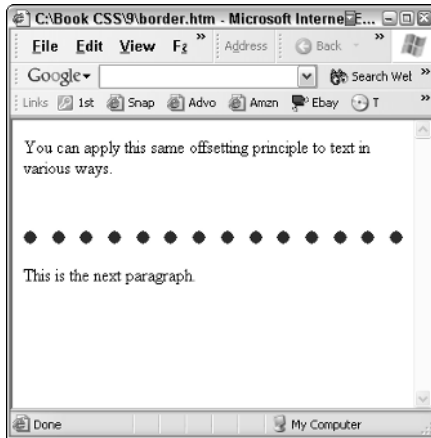 C:\Book CSS\9\border.htm - Microsoft Interne E...
File Edit View F »
Address Back »
Google Search Wel »
Links 1st Snap Advo Amzn Ebay T »
You can apply this same offsetting principle to text in
various ways.
This is the next paragraph.
Done My Computer